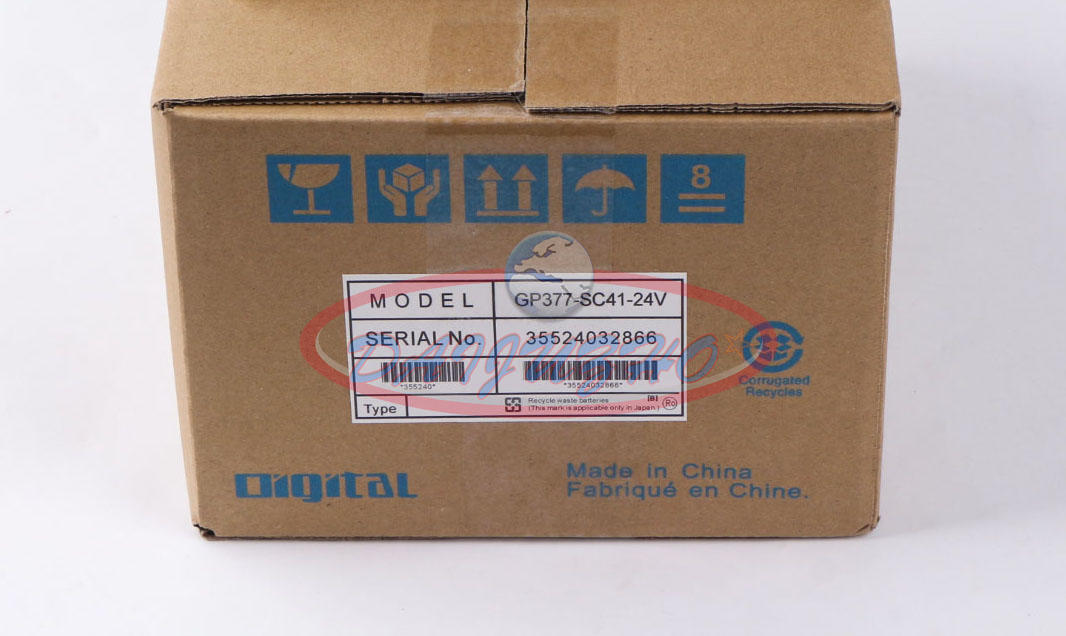 8
MODEL GP377-SC41-24V
SERIAL No. 35524032866
*355240* *35524032866*
Type Recycle waste batteries [B]
(This mark is applicable only in Japan.) Ro
Corrugated
Recycles
Digital
Made in China
Fabriqué en Chine.